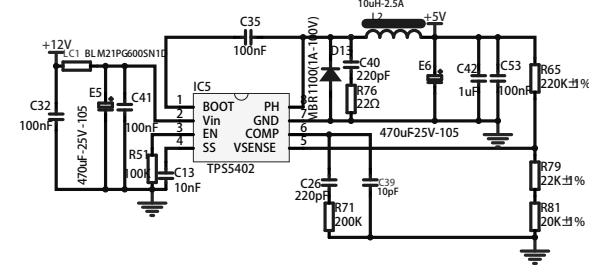 10uH-2.5A
L2
+5V
C35
100nF
+12V
LC1 BLM21PG600SN1D
D13
MBR1100(1A-100V)
C40
220pF
R76
22Ω
E6
470uF25V-105
C42
1uF
C53
100nF
R65
220K±1%
E5
470uF-25V-105
C32
100nF
C41
100nF
IC5
1 BOOT PH 8
2 Vin GND 7
3 EN COMP 6
4 SS VSENSE 5
TPS5402
R51
100K
C13
10nF
C26
220pF
C39
10pF
R71
200K
R79
22K±1%
R81
20K±1%